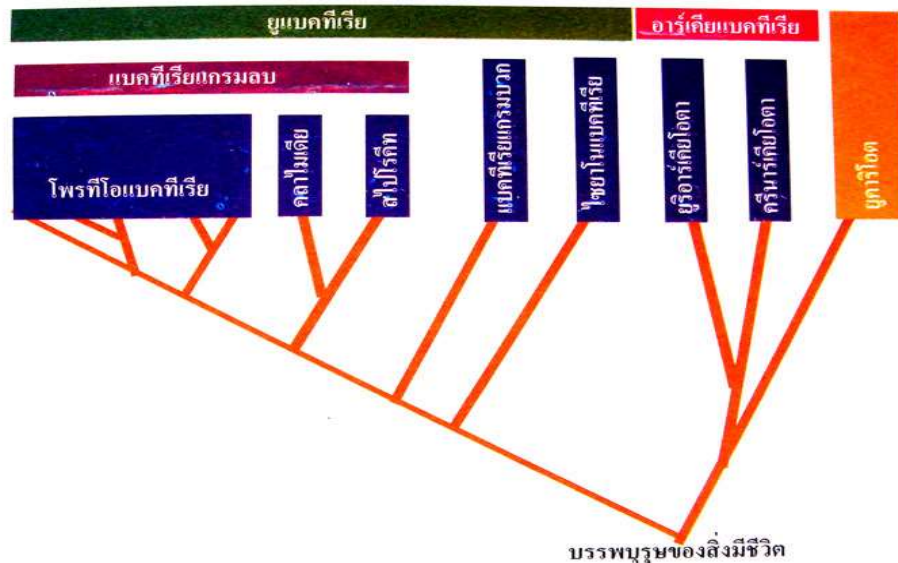 ยูแบคทีเรีย
อาร์เคียแบคทีเรีย
แบคทีเรียแกรมลบ
โพรทีโอแบคทีเรีย
คลาไมเดีย
สไปโรคีท
แบคทีเรียแกรมบวก
ไซยาโนแบคทีเรีย
ยูริอาร์เคียโอตา
ครีนาร์เคียโอตา
ยูคาริโอต
บรรพบุรุษของสิ่งมีชีวิต